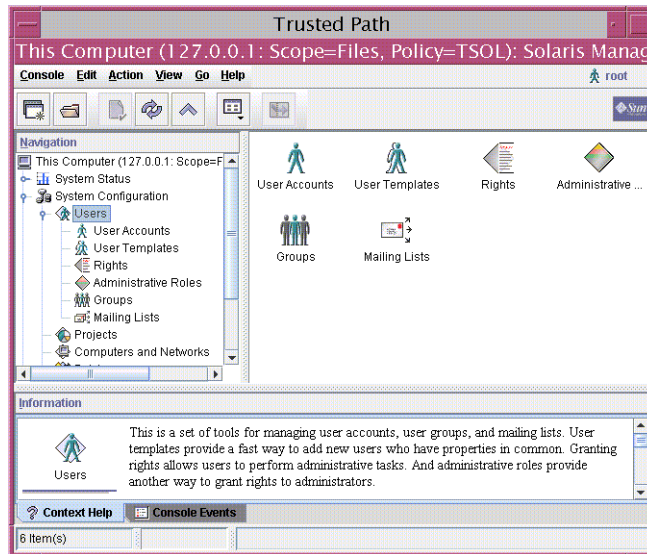 Trusted Path
This Computer (127.0.0.1: Scope=Files, Policy=TSOL): Solaris Manag
Console Edit Action View Go Help
root
Sun
Navigation
This Computer (127.0.0.1: Scope=F
System Status
System Configuration
Users
User Accounts
User Templates
Rights
Administrative Roles
Groups
Mailing Lists
Projects
Computers and Networks
User Accounts
User Templates
Rights
Administrative ...
Groups
Mailing Lists
Information
Users
This is a set of tools for managing user accounts, user groups, and mailing lists. User
templates provide a fast way to add new users who have properties in common. Granting
rights allows users to perform administrative tasks. And administrative roles provide
another way to grant rights to administrators.
Context Help
Console Events
6 Item(s)